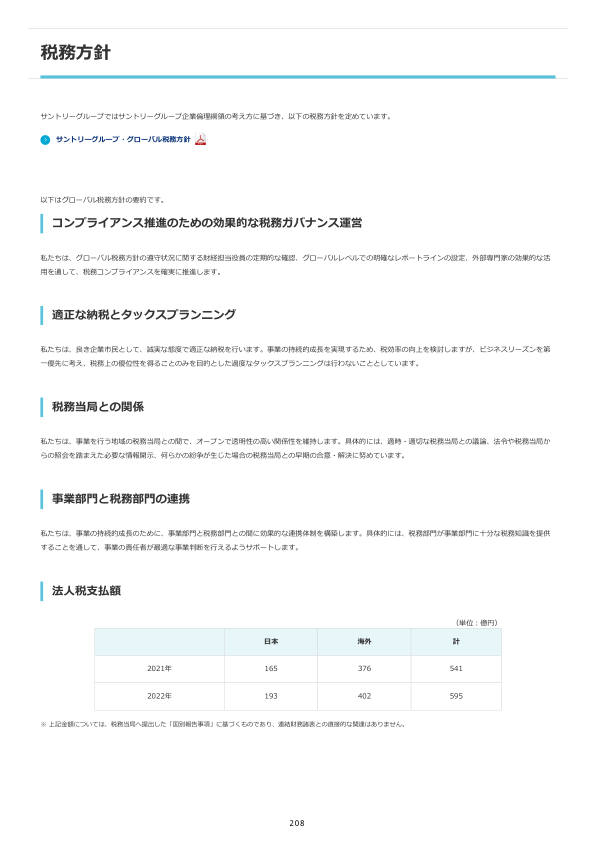 税務方針
サントリーグループではサントリーグループ企業倫理綱領の考え方に基づき、以下の税務方針を定めています。
サントリーグループ・グローバル税務方針
以下はグローバル税務方針の要約です。
コンプライアンス推進のための効果的な税務ガバナンス運営
私たちは、グローバル税務方針の遵守状況に関する財経担当役員の定期的な確認、グローバルレベルでの明確なレポートラインの設定、外部専門家の効果的な活
用を通して、税務コンプライアンスを確実に推進します。
適正な納税とタックスプランニング
私たちは、良き企業市民として、誠実な態度で適正な納税を行います。事業の持続的成長を実現するため、税効率の向上を検討しますが、ビジネスリーズンを第
一優先に考え、税務上の優位性を得ることのみを目的とした過度なタックスプランニングは行わないこととしています。
税務当局との関係
私たちは、事業を行う地域の税務当局との間で、オープンで透明性の高い関係性を維持します。具体的には、適時・適切な税務当局との議論、法令や税務当局か
らの照会を踏まえた必要な情報開示、何らかの紛争が生じた場合の税務当局との早期の合意・解決に努めています。
事業部門と税務部門の連携
私たちは、事業の持続的成長のために、事業部門と税務部門との間に効果的な連携体制を構築します。具体的には、税務部門が事業部門に十分な税務知識を提供
することを通して、事業の責任者が最適な事業判断を行えるようサポートします。
法人税支払額
（単位：億円）
日本 海外 計
2021年 165 376 541
2022年 193 402 595
※ 上記金額については、税務当局へ提出した「国別報告事項」に基づくものであり、連結財務諸表との直接的な関連はありません。
208